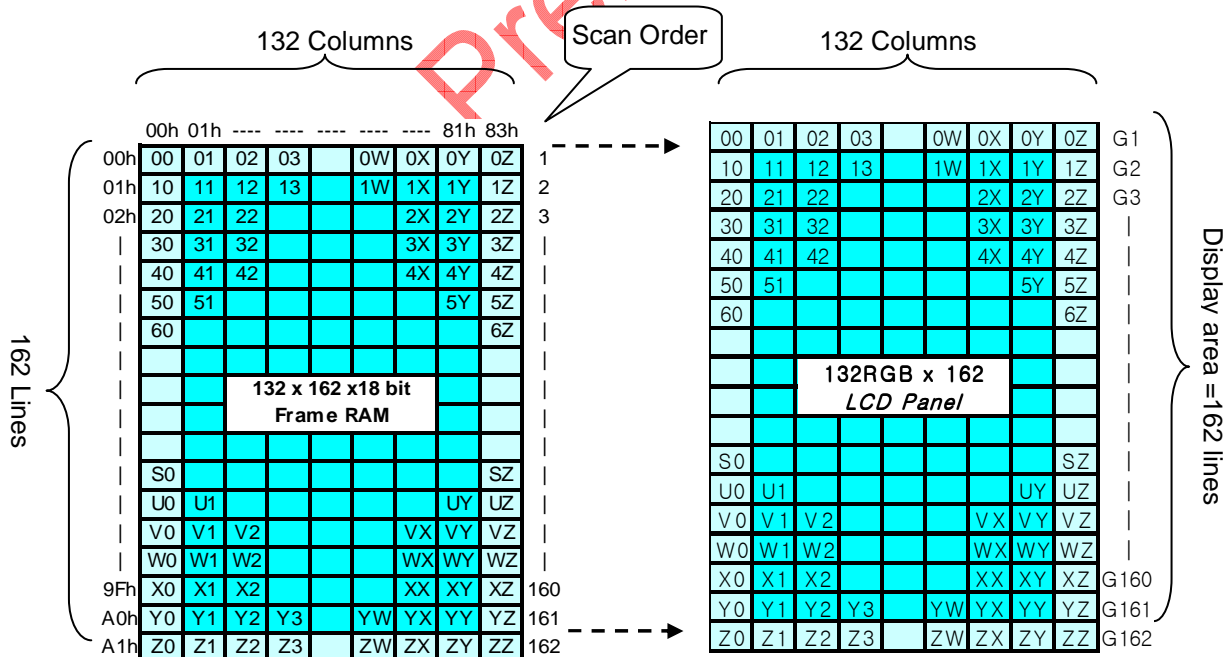 Pre
132 Columns
Scan Order
132 Columns
00h 01h ---- ---- ---- ---- ---- 81h 83h
00h 00 01 02 03 0W 0X 0Y 0Z 1
01h 10 11 12 13 1W 1X 1Y 1Z 2
02h 20 21 22 2X 2Y 2Z 3
30 31 32 3X 3Y 3Z
40 41 42 4X 4Y 4Z
50 51 5Y 5Z
60 6Z
132 x 162 x18 bit
Frame RAM
S0 SZ
U0 U1 UY UZ
V0 V1 V2 VX VY VZ
W0 W1 W2 WX WY WZ
9Fh X0 X1 X2 XX XY XZ 160
A0h Y0 Y1 Y2 Y3 YW YX YY YZ 161
A1h Z0 Z1 Z2 Z3 ZW ZX ZY ZZ 162
162 Lines
00 01 02 03 0W 0X 0Y 0Z G1
10 11 12 13 1W 1X 1Y 1Z G2
20 21 22 2X 2Y 2Z G3
30 31 32 3X 3Y 3Z
40 41 42 4X 4Y 4Z
50 51 5Y 5Z
60 6Z
132RGB x 162
LCD Panel
S0 SZ
U0 U1 UY UZ
V0 V1 V2 VX VY VZ
W0 W1 W2 WX WY WZ
X0 X1 X2 XX XY XZ G160
Y0 Y1 Y2 Y3 YW YX YY YZ G161
Z0 Z1 Z2 Z3 ZW ZX ZY ZZ G162
Display area =162 lines